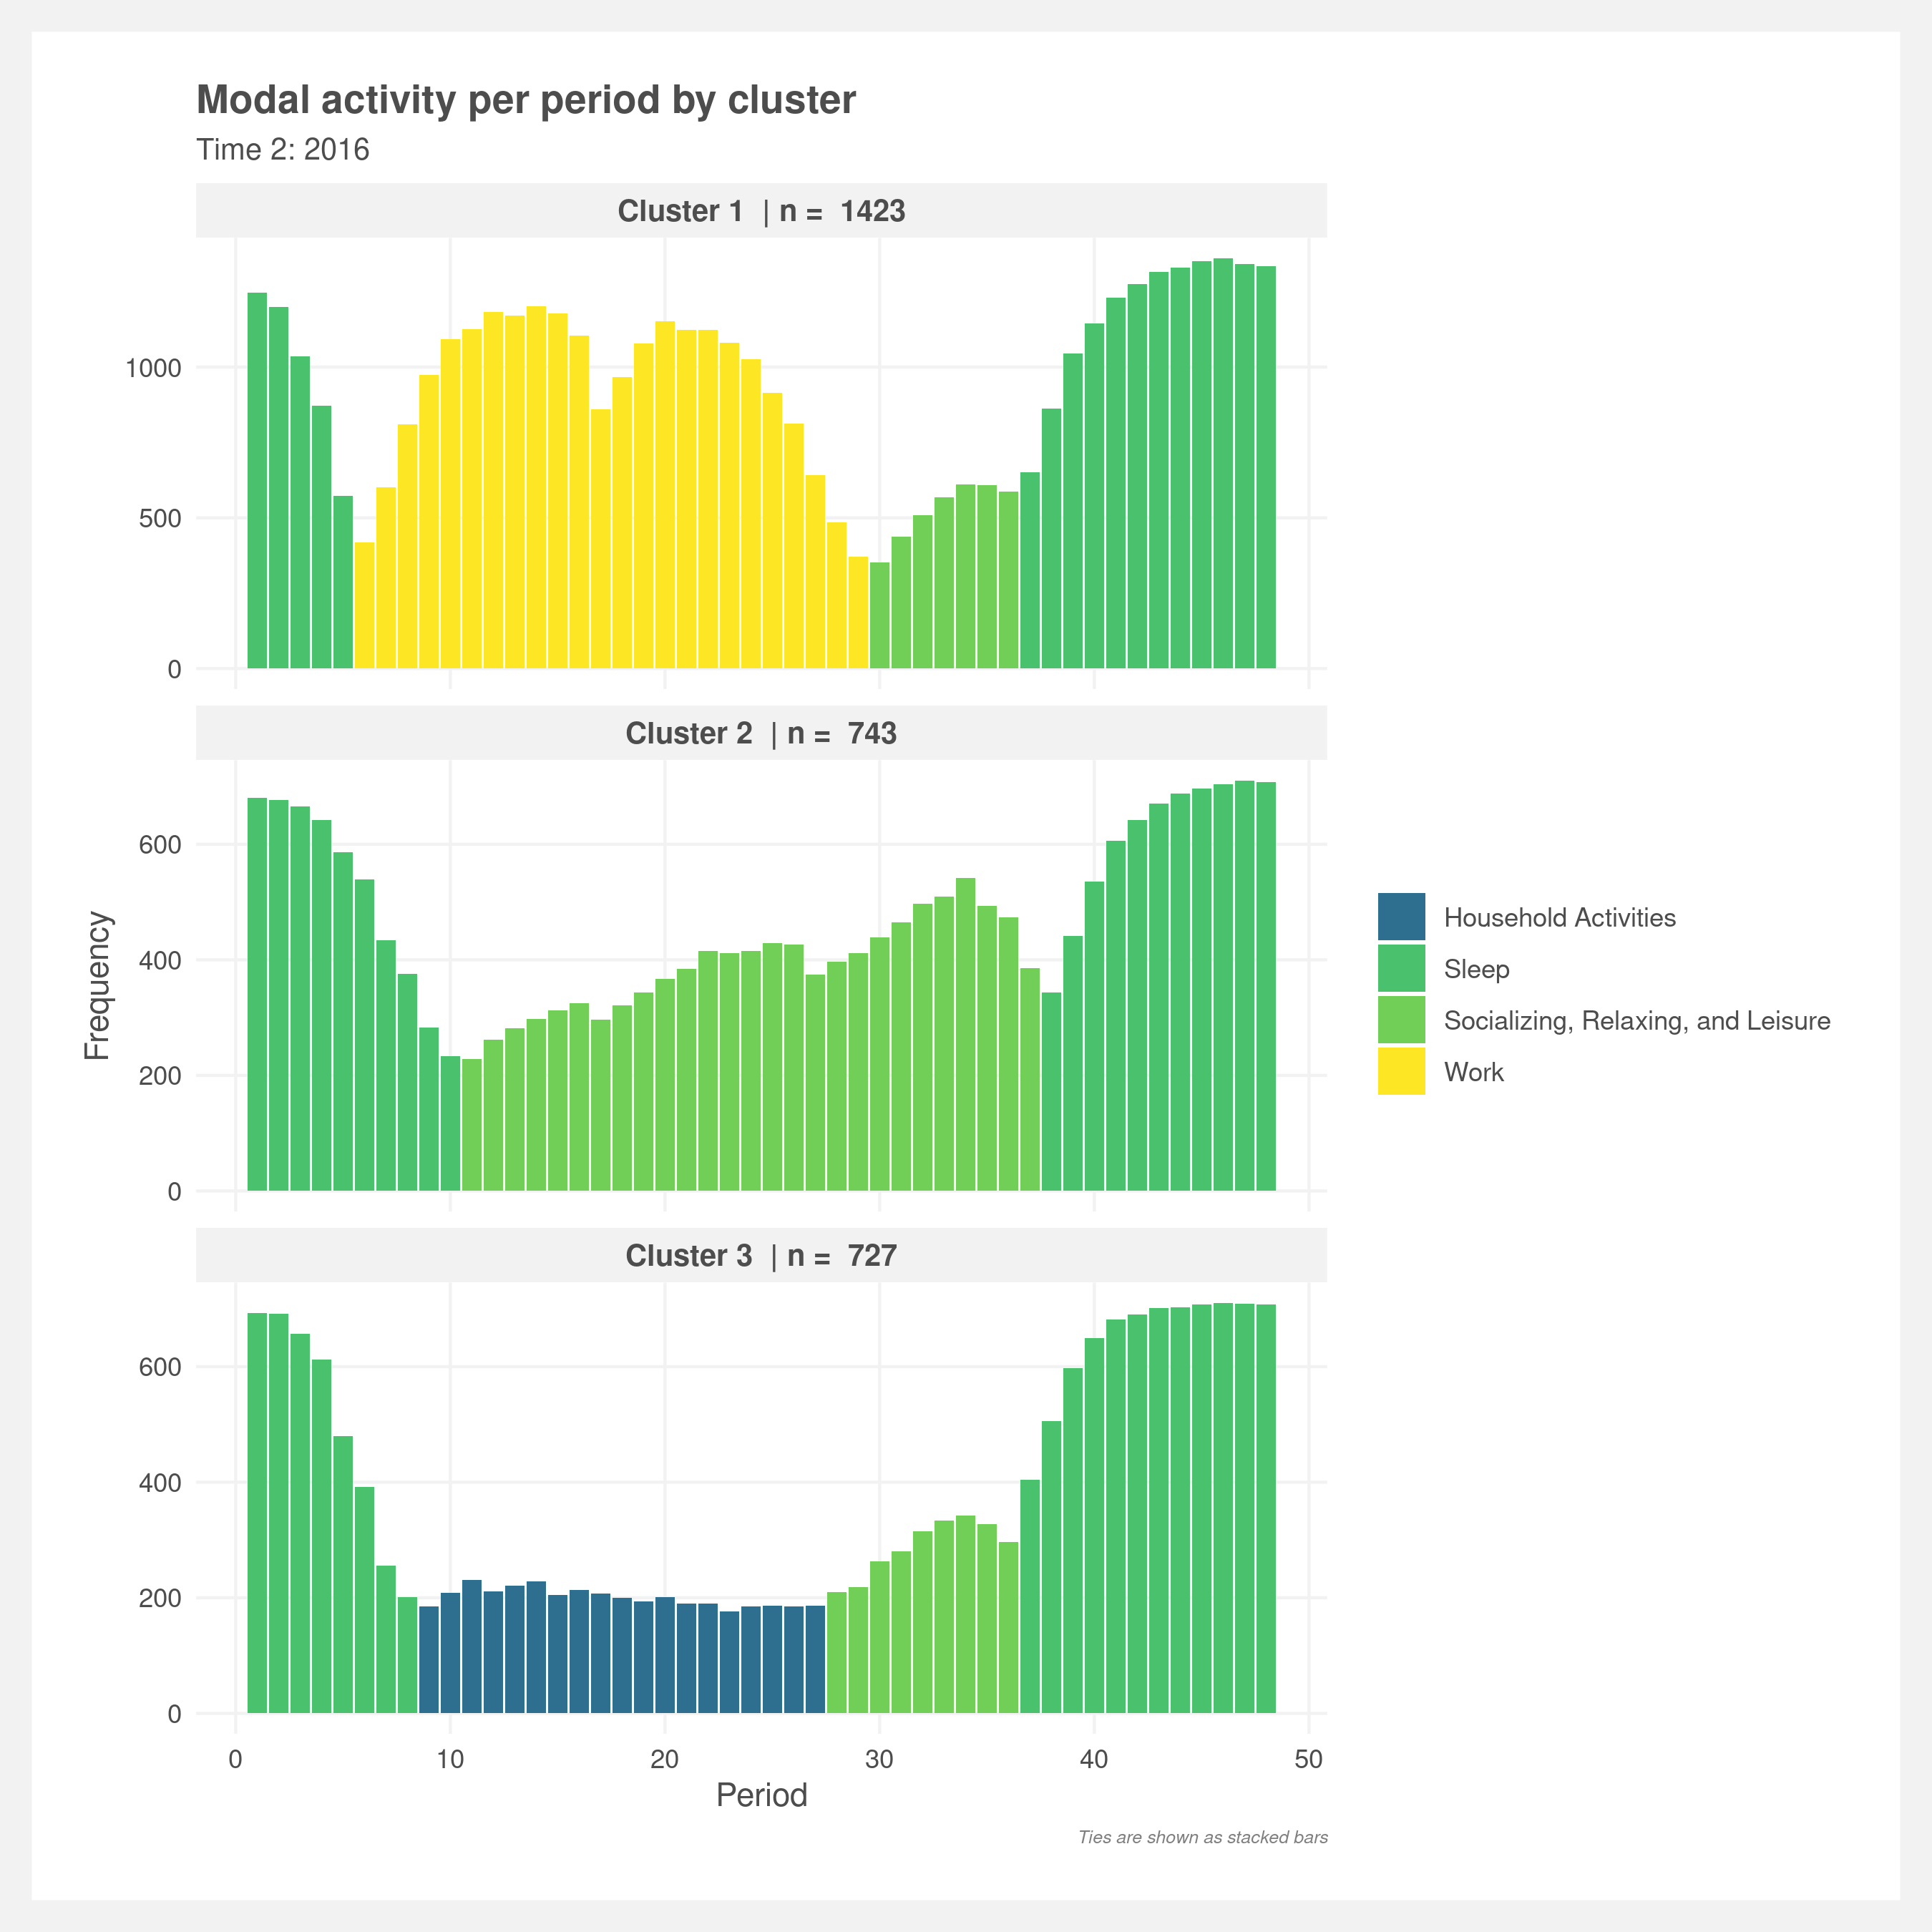 Modal activity per period by cluster
Time 2: 2016
Cluster 1  | n =  1423
1000
500
0
Cluster 2  | n =  743
600
400
200
0
Cluster 3  | n =  727
600
400
200
0
0 10 20 30 40 50
Period
Frequency
Household Activities
Sleep
Socializing, Relaxing, and Leisure
Work
Ties are shown as stacked bars